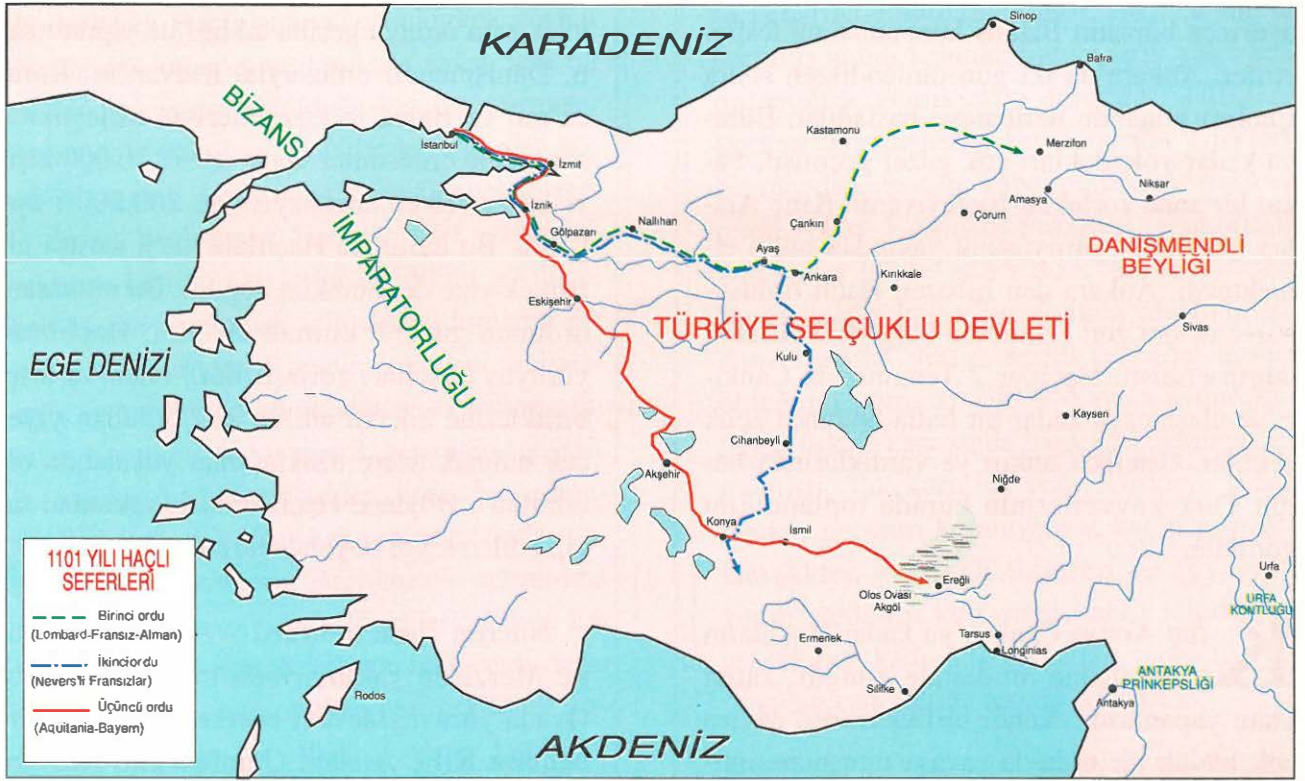 KARADENİZ
Sinop
Bafra
BİZANS
İMPARATORLUĞU
İstanbul
İzmit
Kastamonu
Merzifon
Niksar
Amasya
Çorum
İznik
Gölpazarı
Nallıhan
Çankırı
Ayaş
Ankara
Kırıkkale
DANIŞMENDLİ
BEYLİĞİ
Eskişehir
TÜRKİYE SELÇUKLU DEVLETİ
Sivas
EGE DENİZİ
Kulu
Kayseri
Cihanbeyli
Akşehir
Niğde
Konya
İsmil
Ereğli
Olos Ovası
Akgöl
Urfa
URFA
KONTLUĞU
1101 YILI HAÇLI
SEFERLERİ
Birinci ordu
(Lombard-Fransız-Alman)
İkinciordu
(Nevers'li Fransızlar)
Üçüncü ordu
(Aquitania-Bayern)
Ermenek
Tarsus
Longinias
Silifke
ANTAKYA
PRİNKEPSLİĞİ
Antakya
Rodos
AKDENİZ